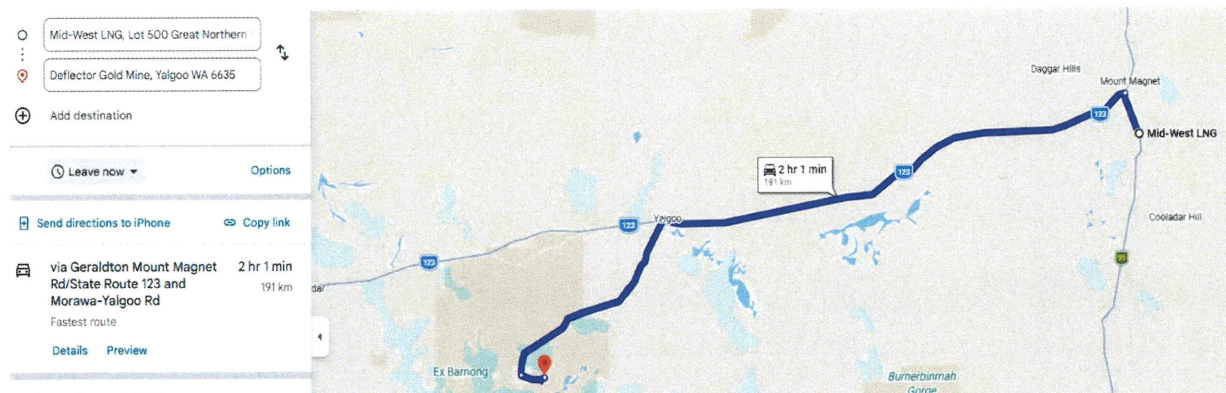 Mid-West LNG, Lot 500 Great Northern
Deflector Gold Mine, Yalgoo WA 6635
Add destination
Leave now
Options
Send directions to iPhone
Copy link
via Geraldton Mount Magnet
Rd/State Route 123 and
Morawa-Yalgoo Rd
2 hr 1 min
191 km
Fastest route
Details
Preview
Daggar Hills
Mount Magnet
123
Mid-West LNG
2 hr 1 min
191 km
123
Yalgoo
123
Cooladar Hill
123
95
dar
Ex Barnong
Burnerbinmah
Gorge